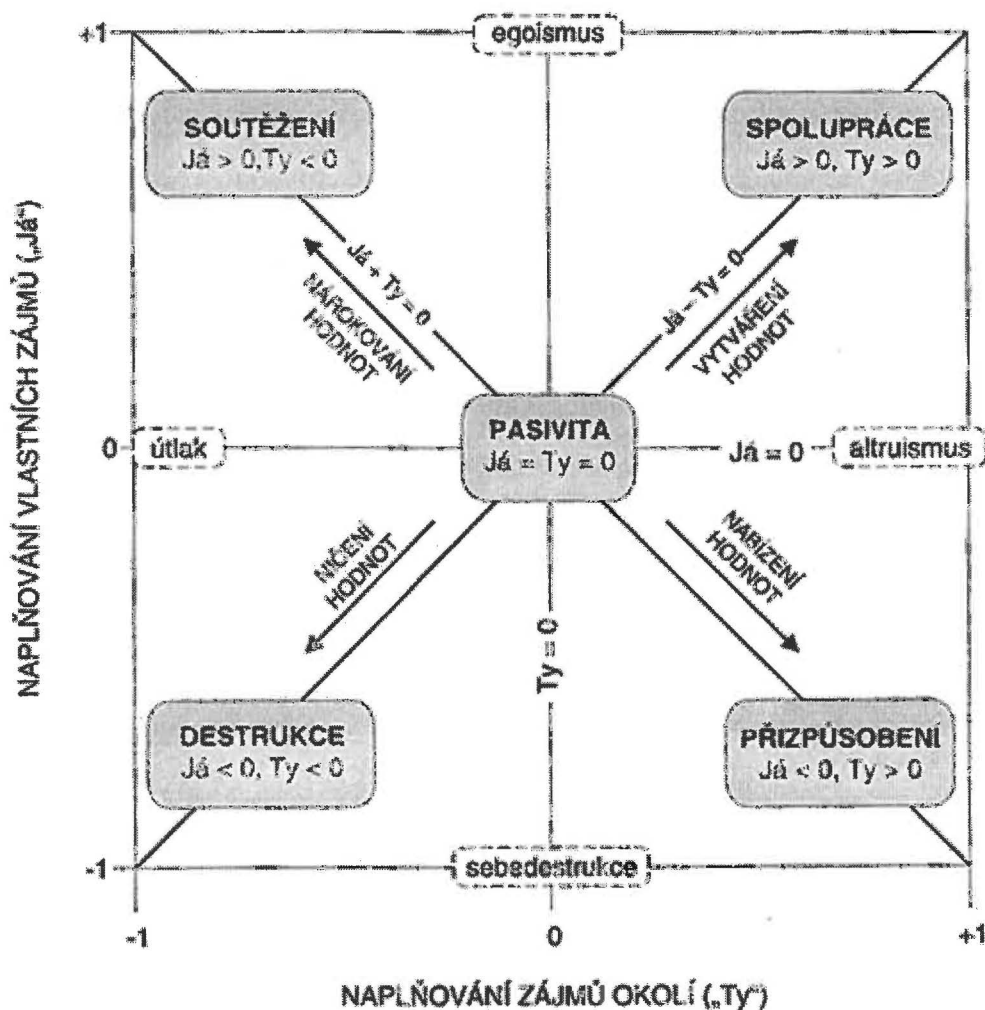 +1
egoismus
SOUTĚŽENÍ
Já > 0, Ty < 0
SPOLUPRÁCE
Já > 0, Ty > 0
Já + Ty = 0
NÁROKOVÁNÍ
HODNOT
Já – Ty = 0
VYTVÁŘENÍ
HODNOT
NAPLŇOVÁNÍ VLASTNÍCH ZÁJMŮ („Já“)
0
útlak
PASIVITA
Já = Ty = 0
Já = 0
altruismus
NIČENÍ
HODNOT
NABÍZENÍ
HODNOT
Ty = 0
DESTRUKCE
Já < 0, Ty < 0
PŘIZPŮSOBENÍ
Já < 0, Ty > 0
-1
sebedestrukce
-1
0
+1
NAPLŇOVÁNÍ ZÁJMŮ OKOLÍ („Ty“)